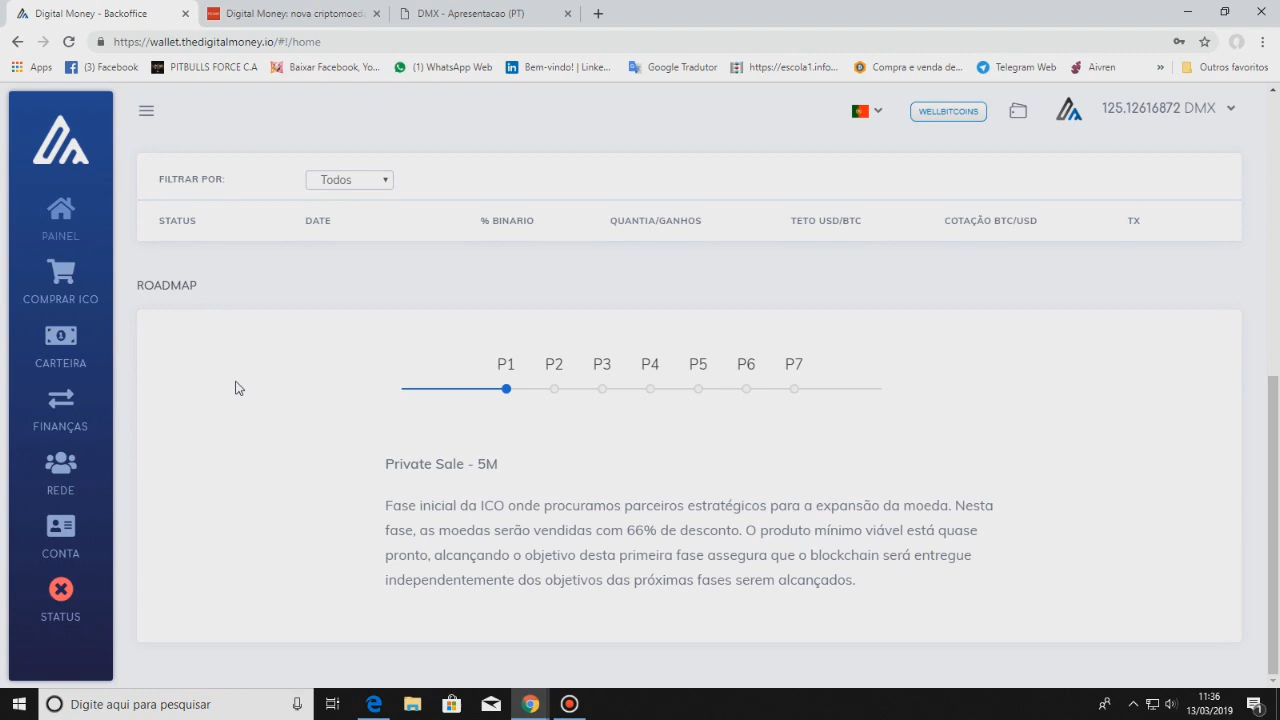 Digital Money - Backoffice
Digital Money: nova criptomoeda
DMX - Apresentacao (PT)
https://wallet.thedigitalmoney.io/#!/home
Apps
(3) Facebook
PITBULLS FORCE C.A
Baixar Facebook, Yo...
(1) WhatsApp Web
Bem-vindo! | Linke...
Google Tradutor
https://escola1.info...
Compra e venda de...
Telegram Web
Aivren
»
Outros favoritos
WELLBITCOINS
125.12616872 DMX
PAINEL
COMPRAR ICO
CARTEIRA
FINANÇAS
REDE
CONTA
STATUS
FILTRAR POR:
Todos
STATUS
DATE
% BINARIO
QUANTIA/GANHOS
TETO USD/BTC
COTAÇÃO BTC/USD
TX
ROADMAP
P1 P2 P3 P4 P5 P6 P7
Private Sale - 5M
Fase inicial da ICO onde procuramos parceiros estratégicos para a expansão da moeda. Nesta
fase, as moedas serão vendidas com 66% de desconto. O produto mínimo viável está quase
pronto, alcançando o objetivo desta primeira fase assegura que o blockchain será entregue
independentemente dos objetivos das próximas fases serem alcançados.
Digite aqui para pesquisar
11:36
13/03/2019